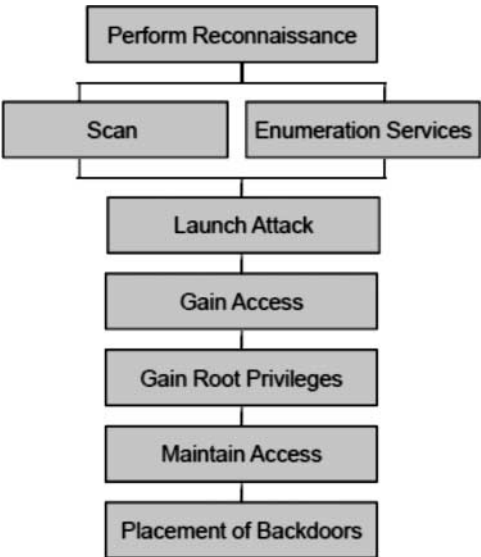 Perform Reconnaissance
Scan
Enumeration Services
Launch Attack
Gain Access
Gain Root Privileges
Maintain Access
Placement of Backdoors